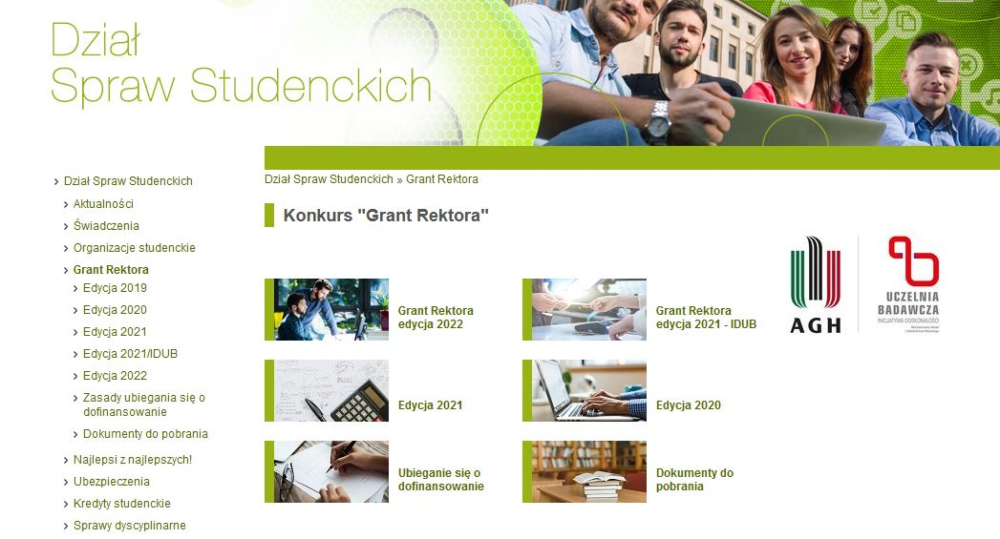 Dział
Spraw Studenckich
Dział Spraw Studenckich
Aktualności
Świadczenia
Organizacje studenckie
Grant Rektora
Edycja 2019
Edycja 2020
Edycja 2021
Edycja 2021/IDUB
Edycja 2022
Zasady ubiegania się o
dofinansowanie
Dokumenty do pobrania
Najlepsi z najlepszych!
Ubezpieczenia
Kredyty studenckie
Sprawy dyscyplinarne
Dział Spraw Studenckich » Grant Rektora
Konkurs "Grant Rektora"
Grant Rektora
edycja 2022
Grant Rektora
edycja 2021 - IDUB
Edycja 2021
Edycja 2020
Ubieganie się o
dofinansowanie
Dokumenty do
pobrania
AGH
UCZELNIA
BADAWCZA
INICJATYWA DOSKONAŁOŚCI